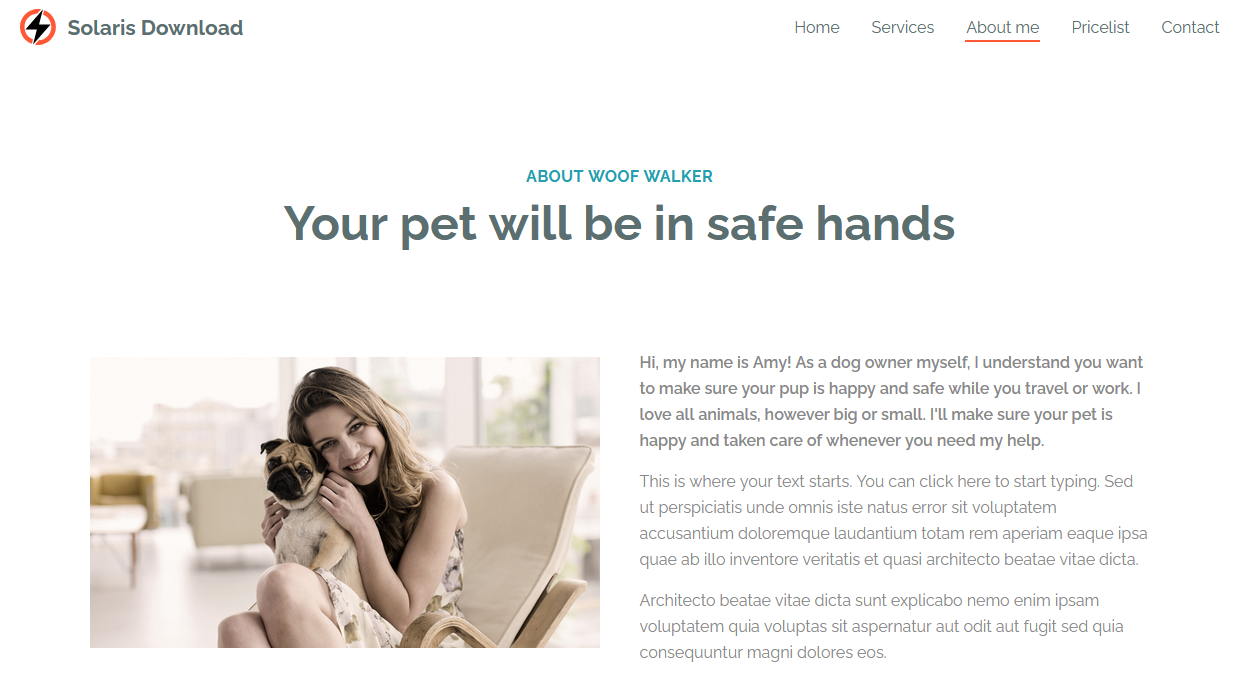 Solaris Download
Home Services About me Pricelist Contact
ABOUT WOOF WALKER
Your pet will be in safe hands
Hi, my name is Amy! As a dog owner myself, I understand you want
to make sure your pup is happy and safe while you travel or work. I
love all animals, however big or small. I'll make sure your pet is
happy and taken care of whenever you need my help.
This is where your text starts. You can click here to start typing. Sed
ut perspiciatis unde omnis iste natus error sit voluptatem
accusantium doloremque laudantium totam rem aperiam eaque ipsa
quae ab illo inventore veritatis et quasi architecto beatae vitae dicta.
Architecto beatae vitae dicta sunt explicabo nemo enim ipsam
voluptatem quia voluptas sit aspernatur aut odit aut fugit sed quia
consequuntur magni dolores eos.